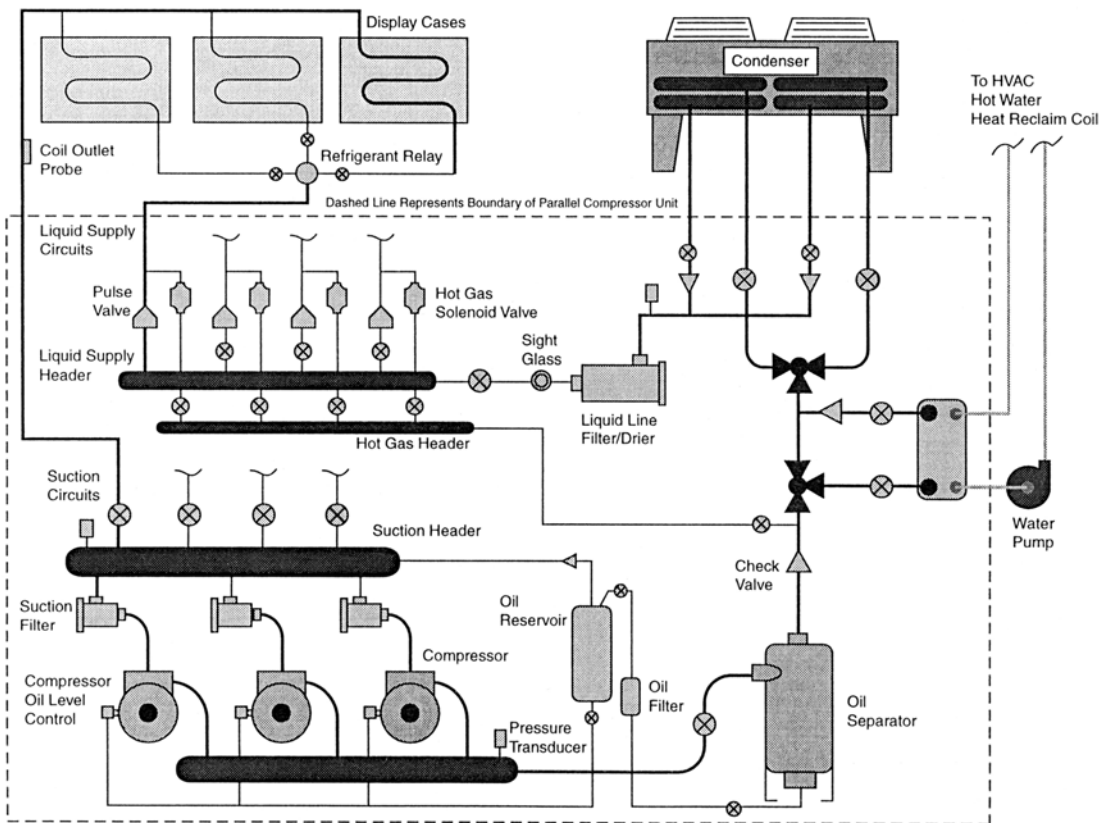 Display Cases
Condenser
To HVAC
Hot Water
Heat Reclaim Coil
Coil Outlet
Probe
Refrigerant Relay
Dashed Line Represents Boundary of Parallel Compressor Unit
Liquid Supply
Circuits
Pulse
Valve
Hot Gas
Solenoid Valve
Liquid Supply
Header
Sight
Glass
Liquid Line
Filter/Drier
Hot Gas Header
Suction
Circuits
Suction Header
Water
Pump
Check
Valve
Suction
Filter
Oil
Reservoir
Compressor
Compressor
Oil Level
Control
Oil
Filter
Oil
Separator
Pressure
Transducer